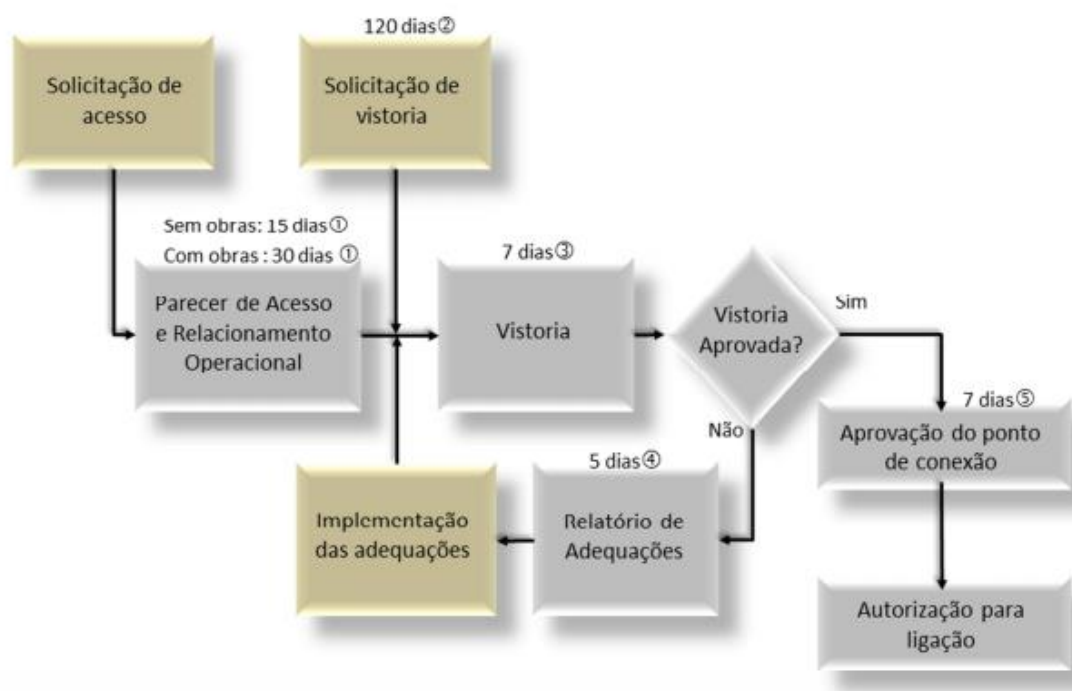 120 dias②
Solicitação de
acesso
Solicitação de
vistoria
Sem obras: 15 dias①
Com obras : 30 dias ①
Parecer de Acesso
e Relacionamento
Operacional
7 dias③
Vistoria
Vistoria
Aprovada?
Sim
Não
7 dias⑤
Aprovação do ponto
de conexão
5 dias④
Relatório de
Adequações
Implementação
das adequações
Autorização para
ligação